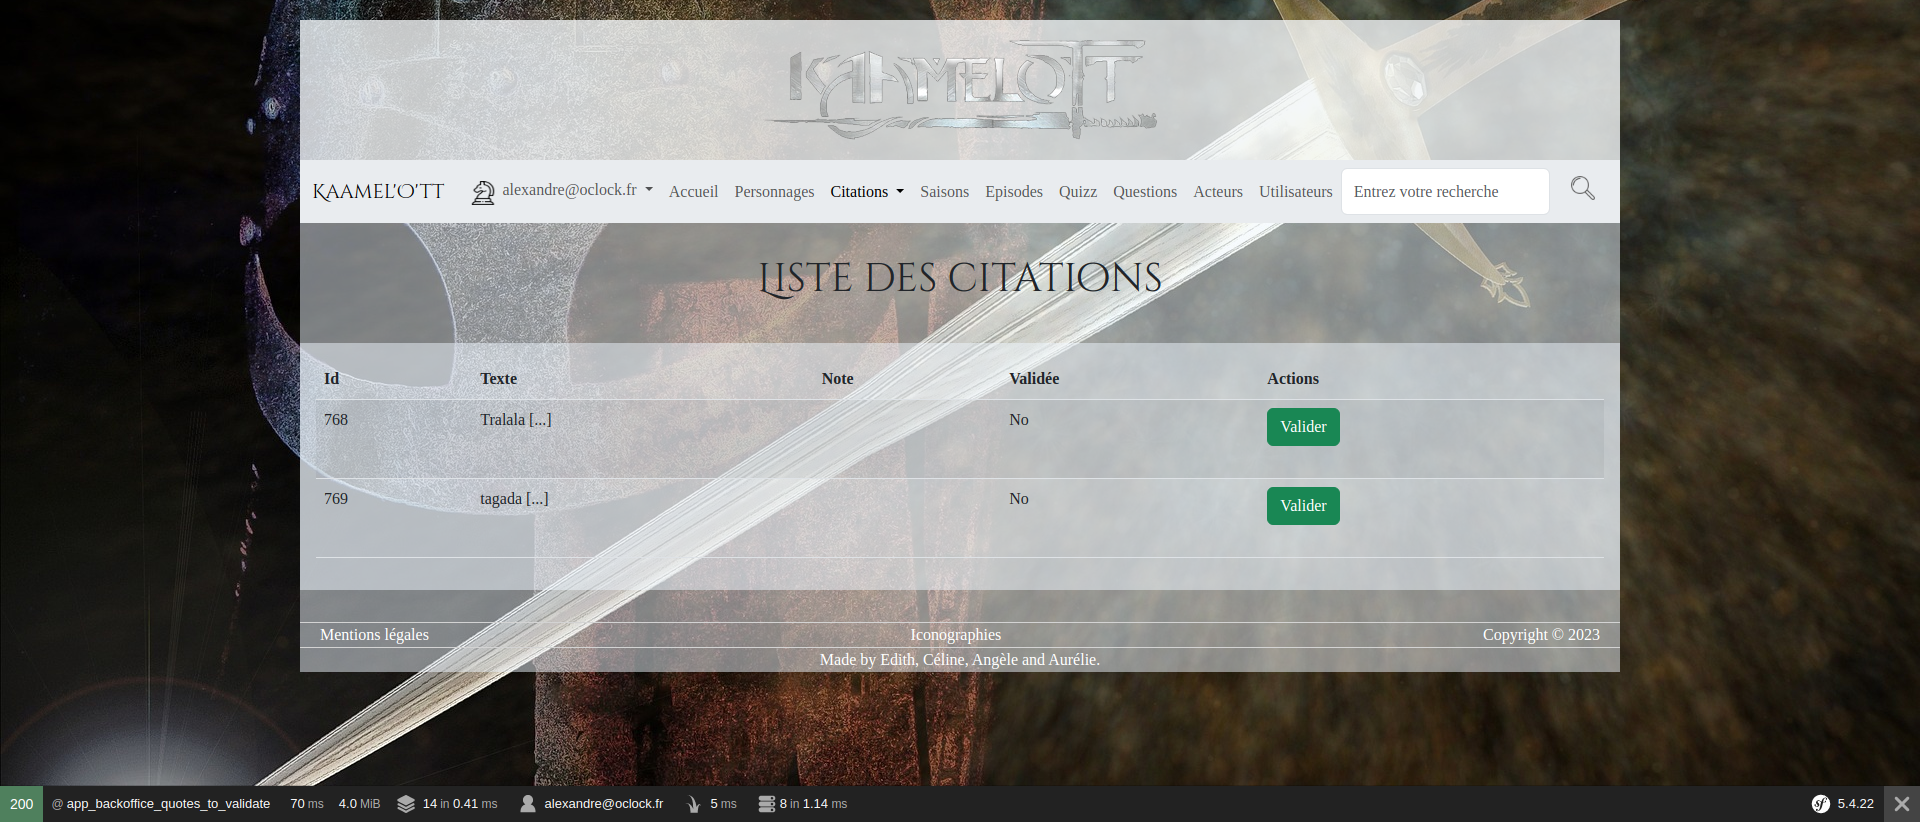 KAAMELOTT
KAAMEL'O'TT alexandre@oclock.fr Accueil Personnages Citations Saisons Episodes Quizz Questions Acteurs Utilisateurs Entrez votre recherche
LISTE DES CITATIONS
Id Texte Note Validée Actions
768 Tralala [...] No Valider
769 tagada [...] No Valider
Mentions légales Iconographies Copyright © 2023
Made by Edith, Céline, Angèle and Aurélie.
200 @ app_backoffice_quotes_to_validate 70 ms 4.0 MiB 14 in 0.41 ms alexandre@oclock.fr 5 ms 8 in 1.14 ms sf 5.4.22